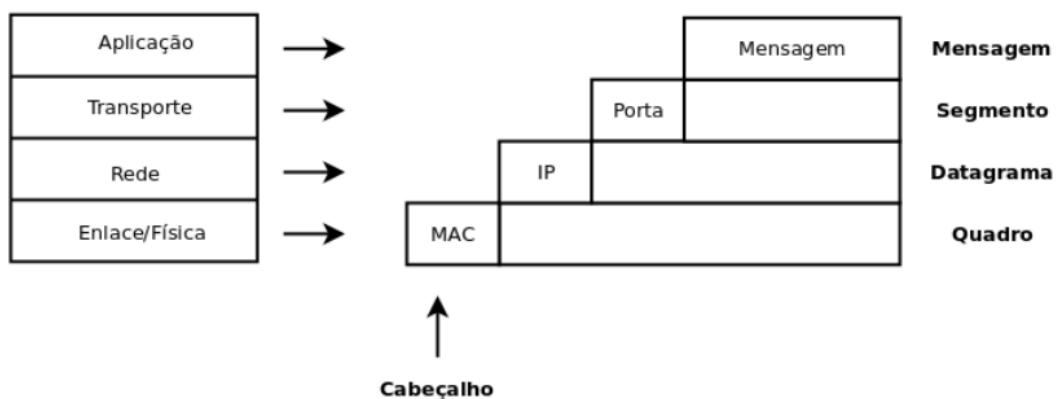 Aplicação
Mensagem
Mensagem
Transporte
Porta
Segmento
Rede
IP
Datagrama
Enlace/Física
MAC
Quadro
Cabeçalho